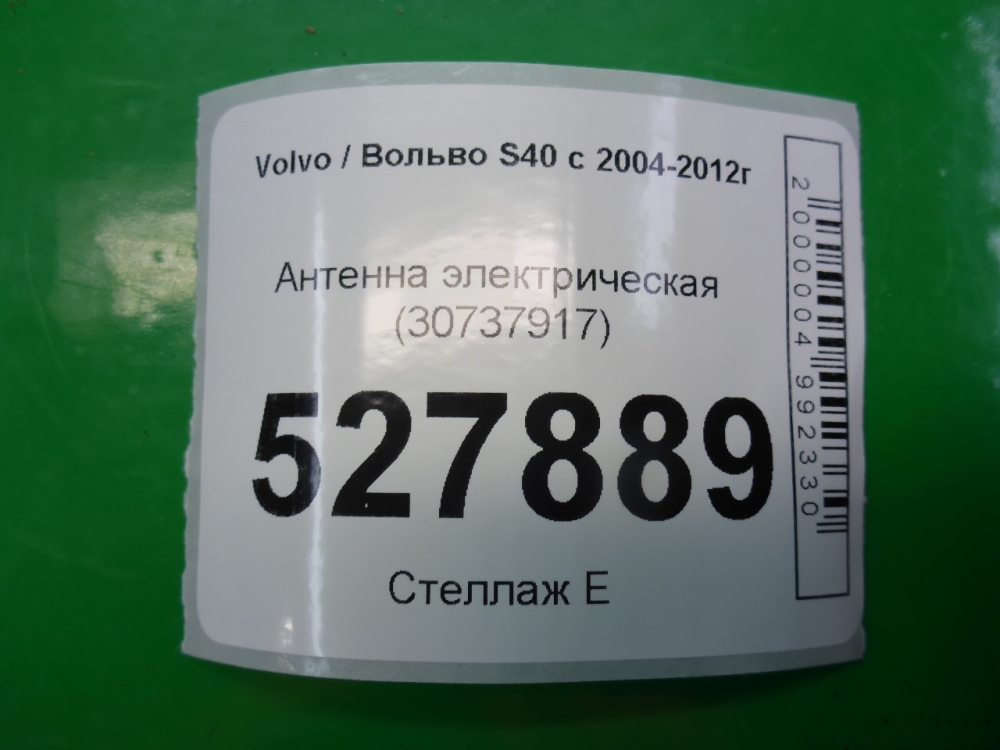 Volvo / Вольво S40 с 2004-2012г
Антенна электрическая
(30737917)
527889
Стеллаж E
2000004992330